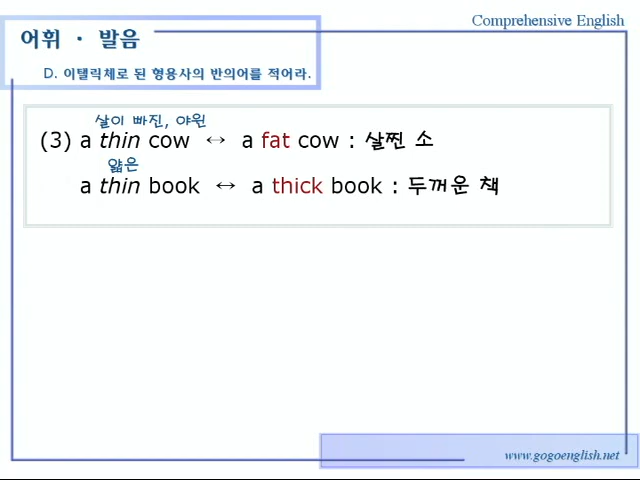 Comprehensive English
어휘 · 발음
D. 이탤릭체로 된 형용사의 반의어를 적어라.
살이 빠진, 야윈
(3) a thin cow ↔ a fat cow : 살찐 소
얇은
a thin book ↔ a thick book : 두꺼운 책
www.gogoenglish.net